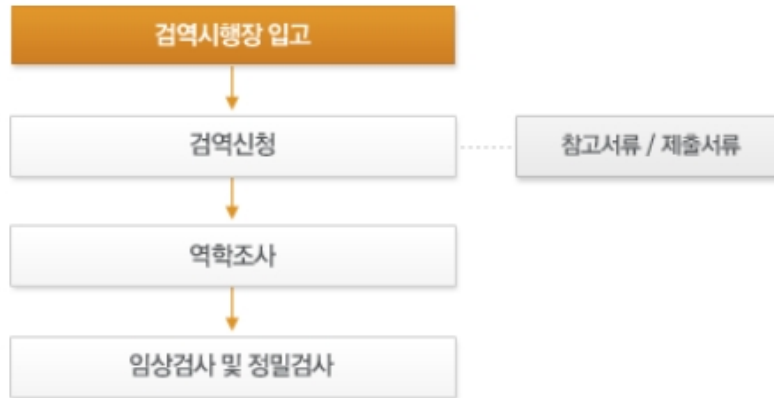 검역시행장 입고
검역신청
참고서류 / 제출서류
역학조사
임상검사 및 정밀검사